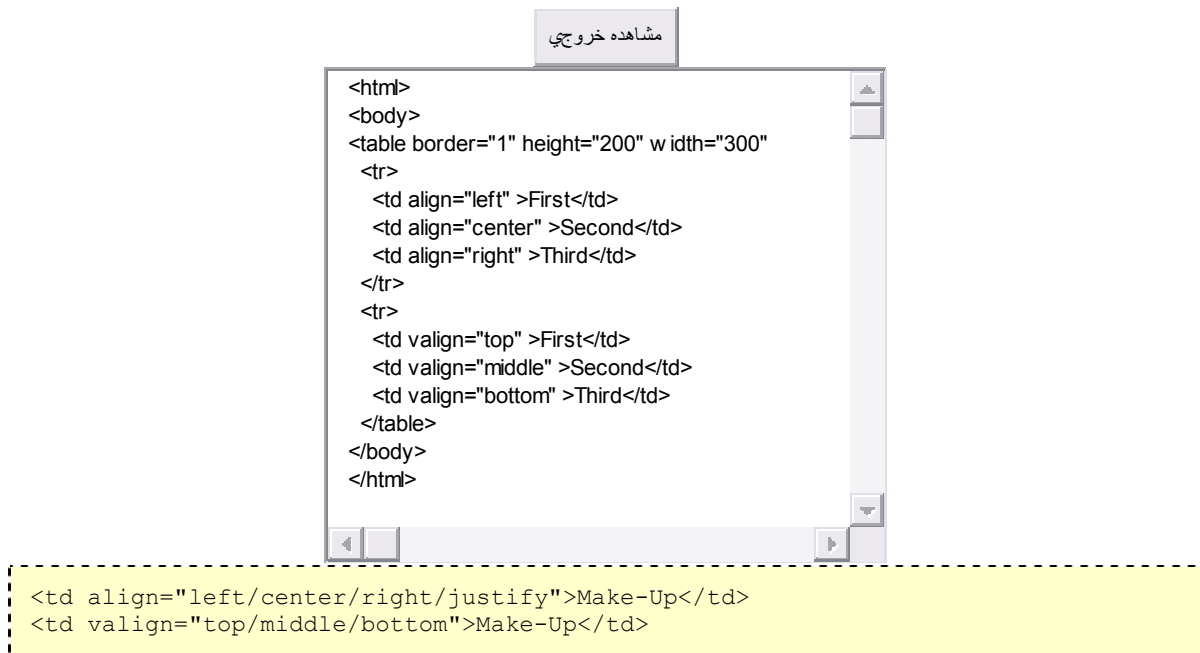 مشاهده خروجي
<html>
<body>
<table border="1" height="200" w idth="300"
<tr>
<td align="left" >First</td>
<td align="center" >Second</td>
<td align="right" >Third</td>
</tr>
<tr>
<td valign="top" >First</td>
<td valign="middle" >Second</td>
<td valign="bottom" >Third</td>
</table>
</body>
</html>
<td align="left/center/right/justify">Make-Up</td>
<td valign="top/middle/bottom">Make-Up</td>